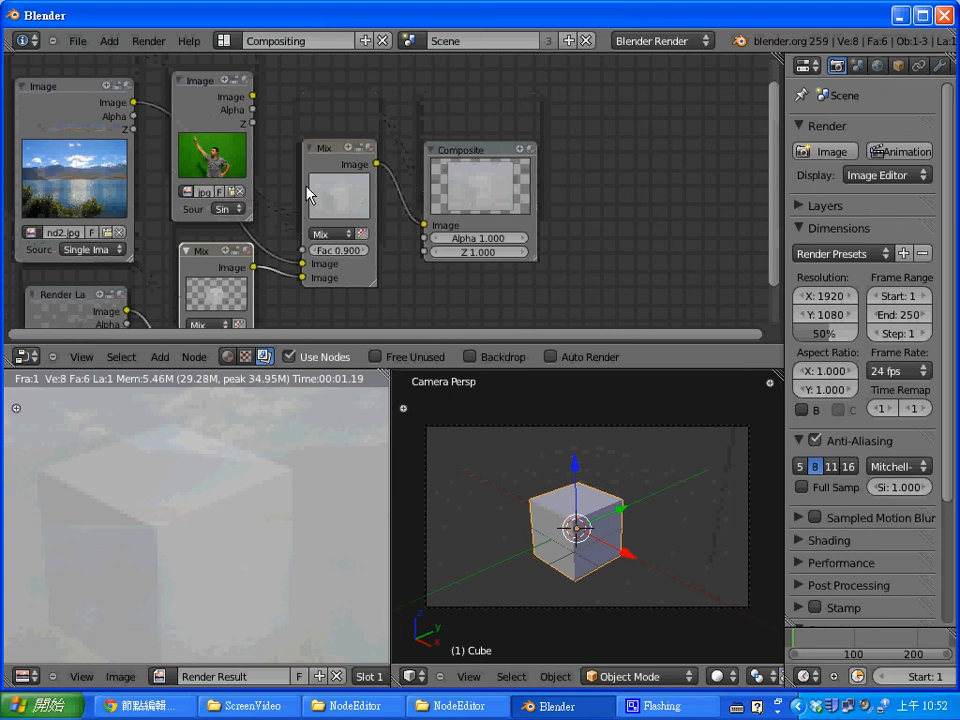 Blender
File Add Render Help Compositing Scene 3 Blender Render blender.org 259 | Ve:8 | Fa:6 | Ob:1-3 | La:1
Image
Image
Alpha
Z
nd2.jpg F
Sourc Single Ima
Image
Image
Alpha
Z
jpg F
Sour Sin
Mix
Image
Mix
Fac 0.900
Image
Image
Composite
Image
Alpha 1.000
Z 1.000
Mix
Image
Mix
Render La
Image
Alpha
View Select Add Node Use Nodes Free Unused Backdrop Auto Render
Fra:1 Ve:8 Fa:6 La:1 Mem:5.46M (29.28M, peak 34.95M) Time:00:01.19
View Image Render Result F Slot 1
Camera Persp
z
y
x
(1) Cube
View Select Object Object Mode
Scene
Render
Image Animation
Display: Image Editor
Layers
Dimensions
Render Presets
Resolution: Frame Range
X: 1920 Start: 1
Y: 1080 End: 250
50% Step: 1
Aspect Ratio: Frame Rate:
X: 1.000 24 fps
Y: 1.000 Time Remap
B C 1 1
Anti-Aliasing
5 8 11 16 Mitchell-
Full Samp Si: 1.000
Sampled Motion Blur
Shading
Performance
Post Processing
Stamp
100 200
Start: 1
開始 節點編輯... ScreenVideo NodeEditor NodeEditor Blender Flashing 上午 10:52